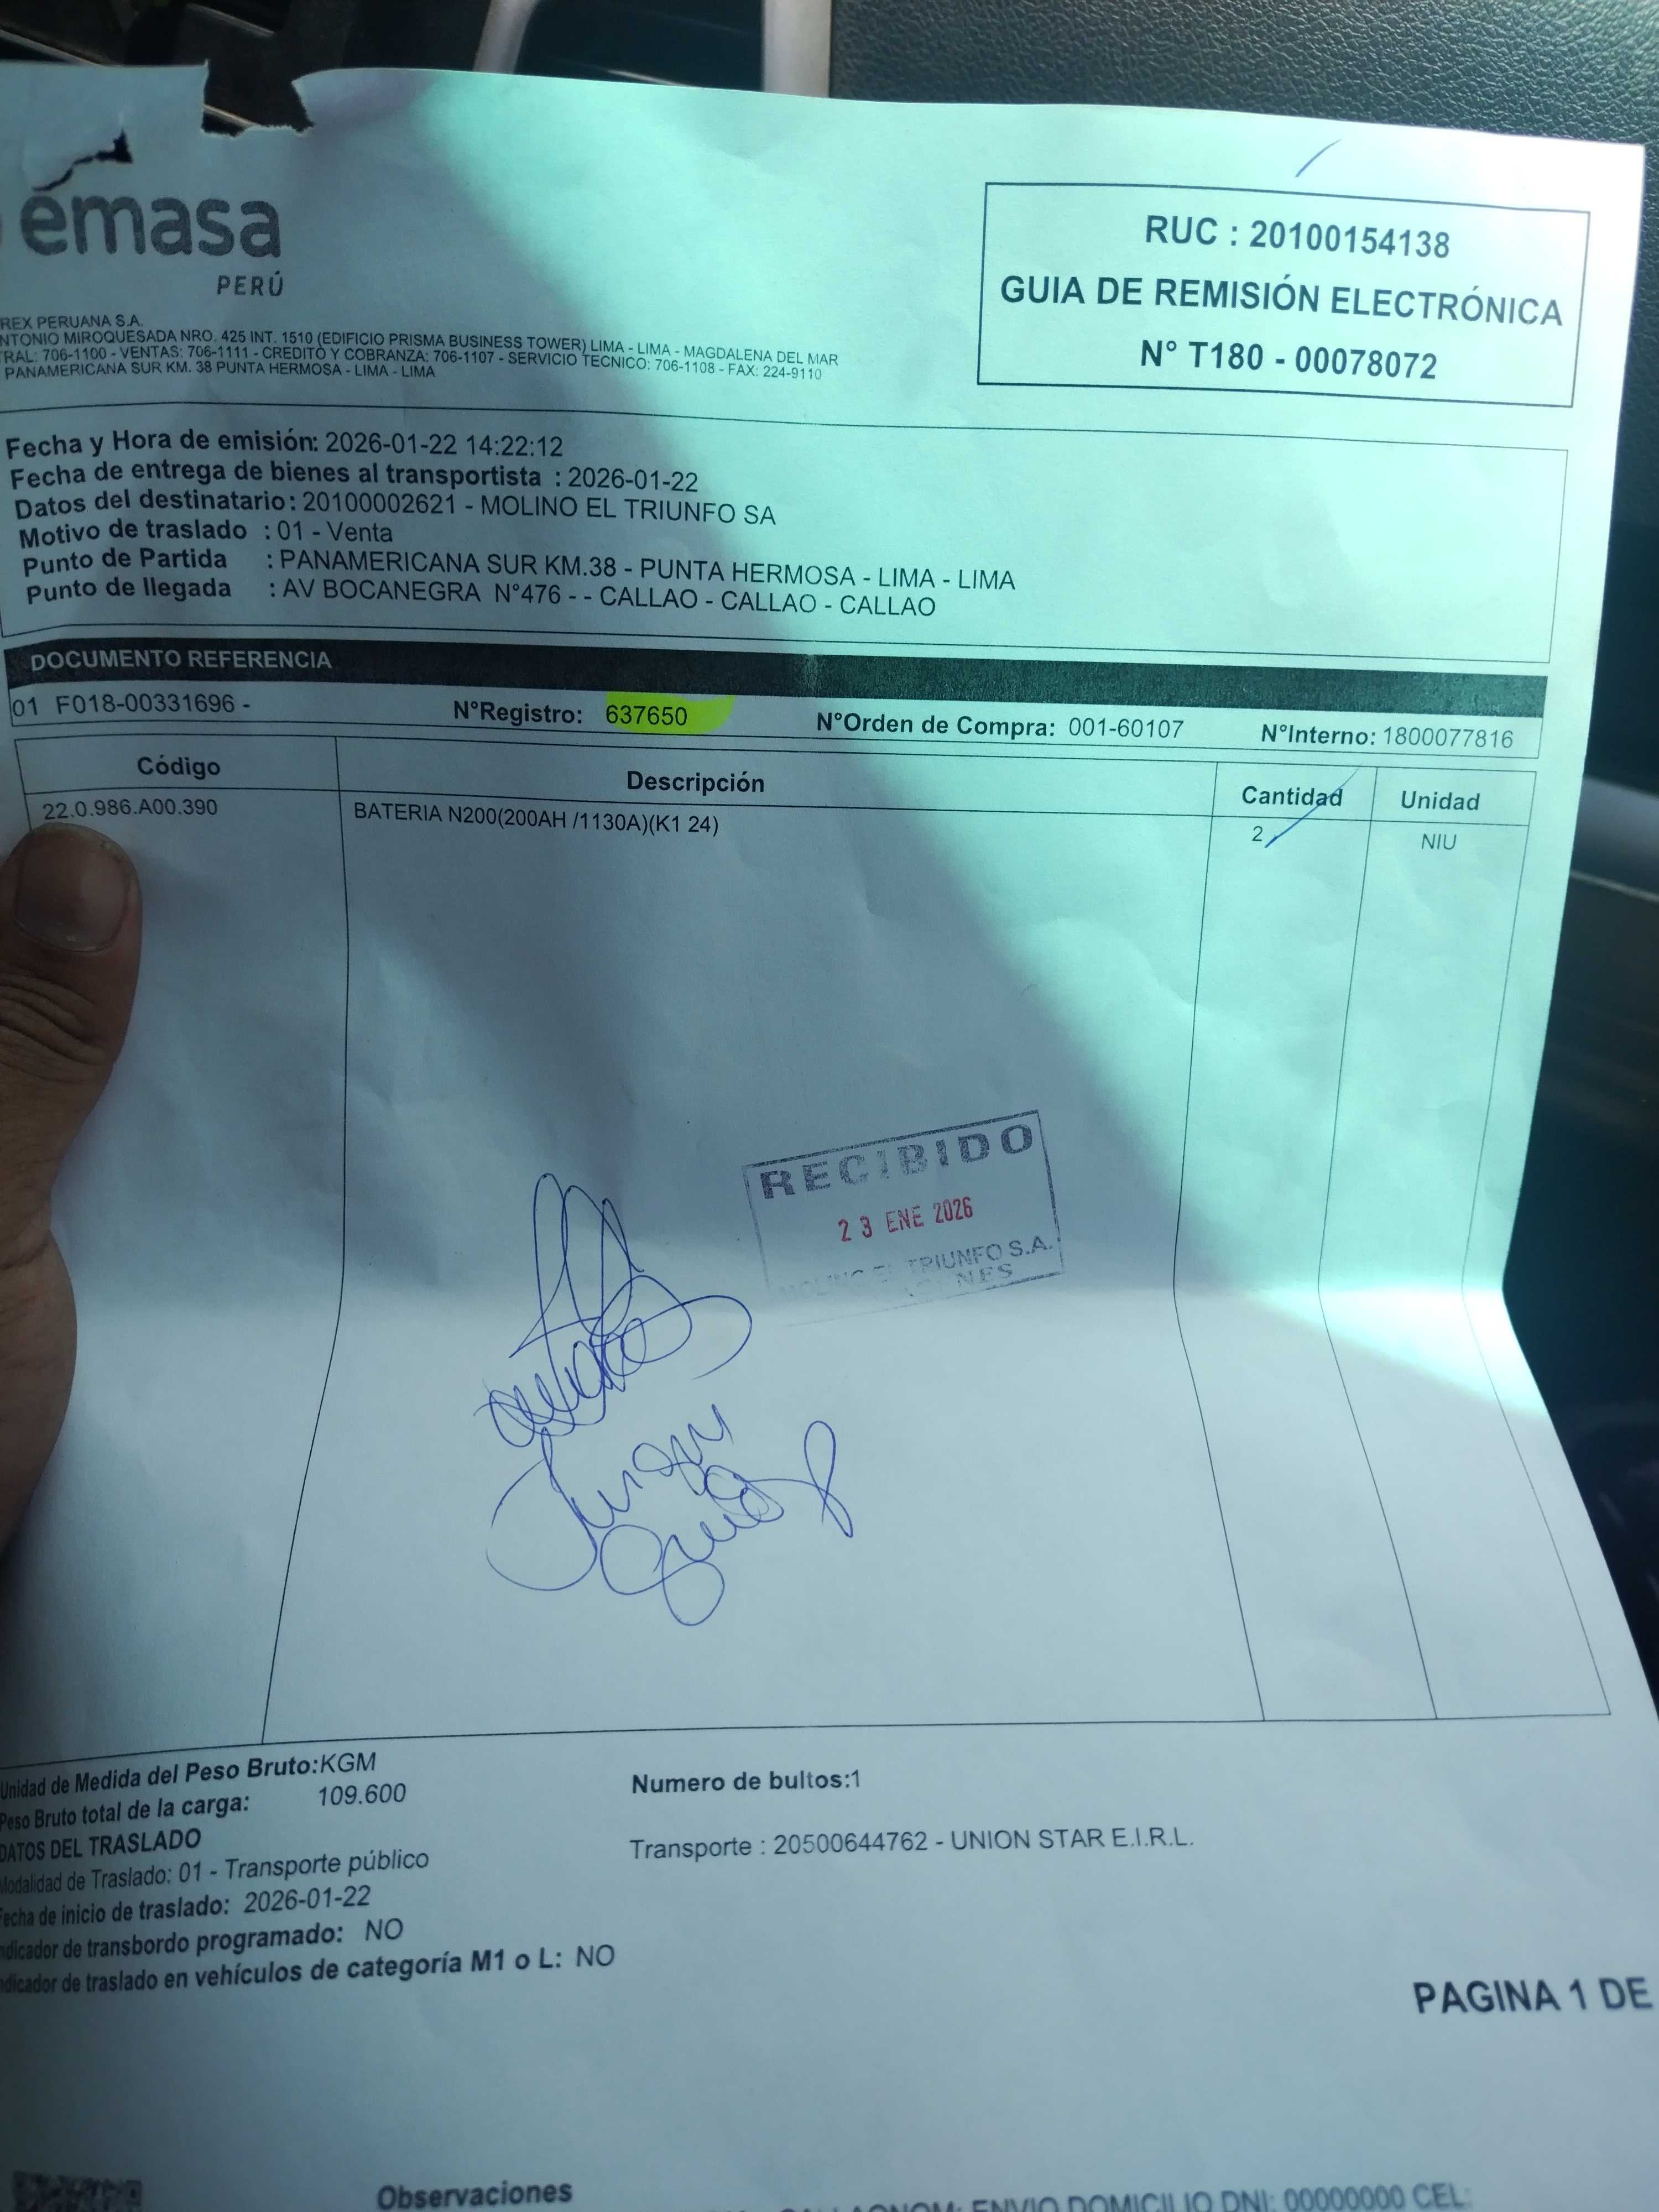 emasa
PERÚ
REX PERUANA S.A.
NTONIO MIROQUESADA NRO. 425 INT. 1510 (EDIFICIO PRISMA BUSINESS TOWER) LIMA - LIMA - MAGDALENA DEL MAR
TRAL: 706-1100 - VENTAS: 706-1111 - CREDITO Y COBRANZA: 706-1107 - SERVICIO TECNICO: 706-1108 - FAX: 224-9110
PANAMERICANA SUR KM. 38 PUNTA HERMOSA - LIMA - LIMA
RUC : 20100154138
GUIA DE REMISIÓN ELECTRÓNICA
N° T180 - 00078072
Fecha y Hora de emisión: 2026-01-22 14:22:12
Fecha de entrega de bienes al transportista : 2026-01-22
Datos del destinatario: 20100002621 - MOLINO EL TRIUNFO SA
Motivo de traslado : 01 - Venta
Punto de Partida : PANAMERICANA SUR KM.38 - PUNTA HERMOSA - LIMA - LIMA
Punto de llegada : AV BOCANEGRA N°476 - - CALLAO - CALLAO - CALLAO
DOCUMENTO REFERENCIA
01 F018-00331696 - N°Registro: 637650 N°Orden de Compra: 001-60107 N°Interno: 1800077816
Código Descripción Cantidad Unidad
22.0.986.A00.390 BATERIA N200(200AH /1130A)(K1 24) 2 NIU
RECIBIDO
23 ENE 2026
MOLINO EL TRIUNFO S.A.
Unidad de Medida del Peso Bruto:KGM
Peso Bruto total de la carga: 109.600
Numero de bultos:1
DATOS DEL TRASLADO
Modalidad de Traslado: 01 - Transporte público
Transporte : 20500644762 - UNION STAR E.I.R.L.
Fecha de inicio de traslado: 2026-01-22
ndicador de transbordo programado: NO
ndicador de traslado en vehículos de categoría M1 o L: NO
PAGINA 1 DE
Observaciones
ENVIO DOMICILIO DNI: 00000000 CEL: